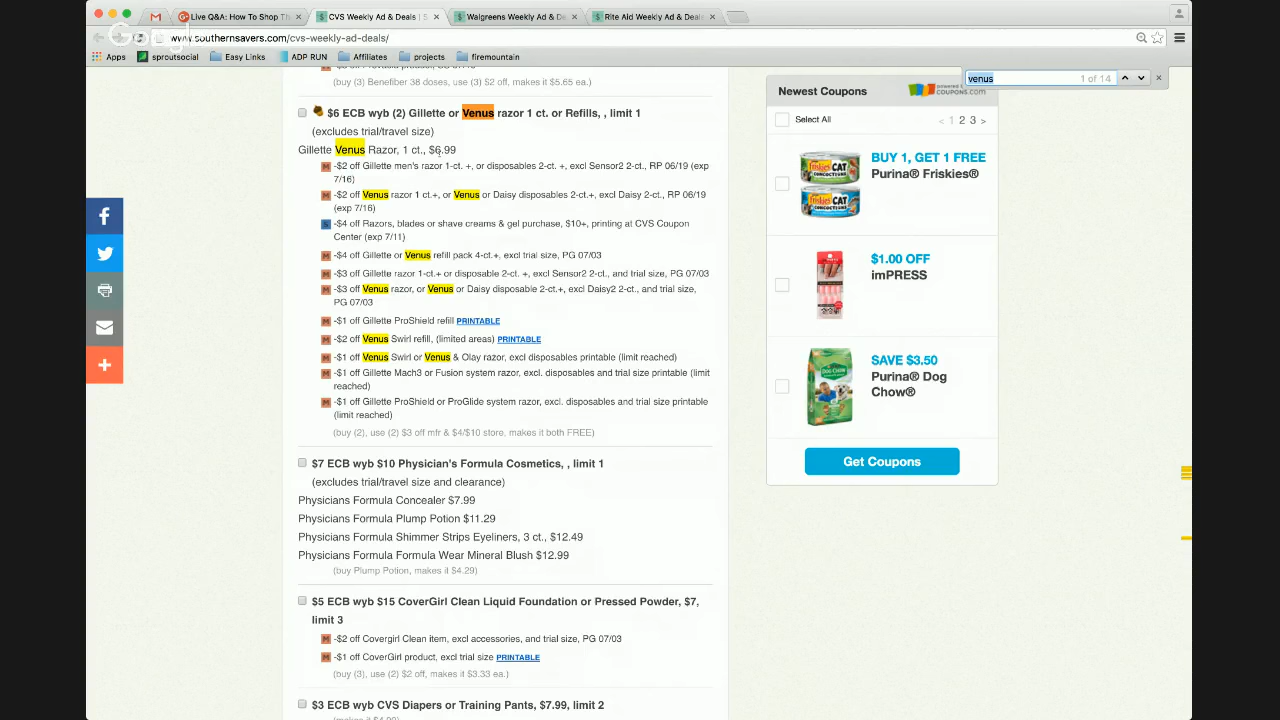 Live Q&A: How To Shop Th
CVS Weekly Ad & Deals | S
Walgreens Weekly Ad & De
Rite Aid Weekly Ad & Deals
www.southernsavers.com/cvs-weekly-ad-deals/
Apps
sproutsocial
Easy Links
ADP RUN
Affiliates
projects
firemountain
venus
1 of 14
(buy (3) Benefiber 38 doses, use (3) $2 off, makes it $5.65 ea.)
$6 ECB wyb (2) Gillette or Venus razor 1 ct. or Refills, , limit 1
(excludes trial/travel size)
Gillette Venus Razor, 1 ct., $6.99
M -$2 off Gillette men's razor 1-ct. +, or disposables 2-ct. +, excl Sensor2 2-ct., RP 06/19 (exp
7/16)
M -$2 off Venus razor 1 ct.+, or Venus or Daisy disposables 2-ct.+, excl Daisy 2-ct., RP 06/19
(exp 7/16)
S -$4 off Razors, blades or shave creams & gel purchase, $10+, printing at CVS Coupon
Center (exp 7/11)
M -$4 off Gillette or Venus refill pack 4-ct.+, excl trial size, PG 07/03
M -$3 off Gillette razor 1-ct.+ or disposable 2-ct. +, excl Sensor2 2-ct., and trial size, PG 07/03
M -$3 off Venus razor, or Venus or Daisy disposable 2-ct.+, excl Daisy2 2-ct., and trial size,
PG 07/03
M -$1 off Gillette ProShield refill PRINTABLE
M -$2 off Venus Swirl refill, (limited areas) PRINTABLE
M -$1 off Venus Swirl or Venus & Olay razor, excl disposables printable (limit reached)
M -$1 off Gillette Mach3 or Fusion system razor, excl. disposables and trial size printable (limit
reached)
M -$1 off Gillette ProShield or ProGlide system razor, excl. disposables and trial size printable
(limit reached)
(buy (2), use (2) $3 off mfr & $4/$10 store, makes it both FREE)
$7 ECB wyb $10 Physician's Formula Cosmetics, , limit 1
(excludes trial/travel size and clearance)
Physicians Formula Concealer $7.99
Physicians Formula Plump Potion $11.29
Physicians Formula Shimmer Strips Eyeliners, 3 ct., $12.49
Physicians Formula Formula Wear Mineral Blush $12.99
(buy Plump Potion, makes it $4.29)
$5 ECB wyb $15 CoverGirl Clean Liquid Foundation or Pressed Powder, $7,
limit 3
M -$2 off Covergirl Clean item, excl accessories, and trial size, PG 07/03
M -$1 off CoverGirl product, excl trial size PRINTABLE
(buy (3), use (2) $2 off, makes it $3.33 ea.)
$3 ECB wyb CVS Diapers or Training Pants, $7.99, limit 2
Newest Coupons
powered by
COUPONS.com
Select All
< 1 2 3 >
BUY 1, GET 1 FREE
Purina® Friskies®
$1.00 OFF
imPRESS
SAVE $3.50
Purina® Dog
Chow®
Get Coupons